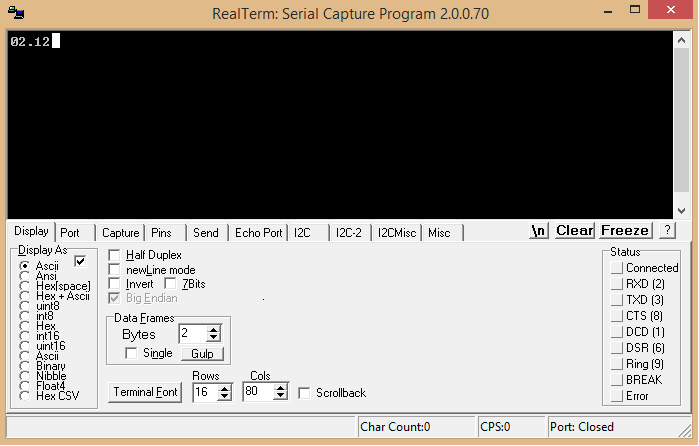 RealTerm: Serial Capture Program 2.0.0.70
02.12
Display Port Capture Pins Send Echo Port I2C I2C-2 I2CMisc Misc \n Clear Freeze ?
Display As
Ascii
Ansi
Hex[space]
Hex + Ascii
uint8
int8
Hex
int16
uint16
Ascii
Binary
Nibble
Float4
Hex CSV
Half Duplex
newLine mode
Invert 7Bits
Big Endian
Data Frames
Bytes 2
Single Gulp
Rows Cols
Terminal Font 16 80 Scrollback
Status
Connected
RXD (2)
TXD (3)
CTS (8)
DCD (1)
DSR (6)
Ring (9)
BREAK
Error
Char Count:0 CPS:0 Port: Closed